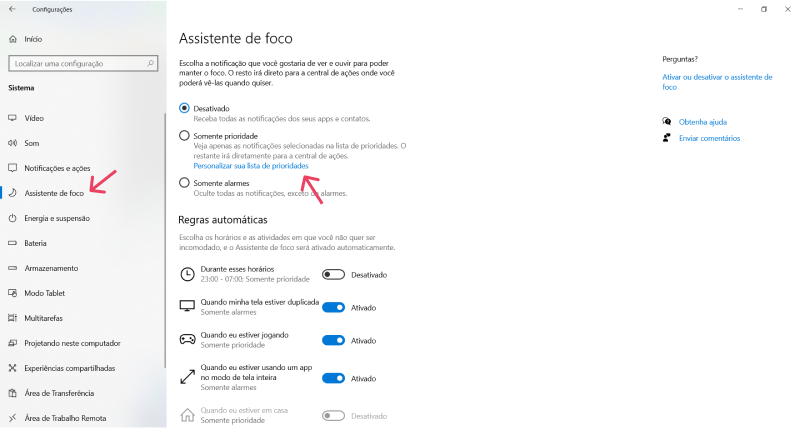 Configurações
Início
Localizar uma configuração
Sistema
Vídeo
Som
Notificações e ações
Assistente de foco
Energia e suspensão
Bateria
Armazenamento
Modo Tablet
Multitarefas
Projetando neste computador
Experiências compartilhadas
Área de Transferência
Área de Trabalho Remota
Assistente de foco
Escolha a notificação que você gostaria de ver e ouvir para poder
manter o foco. O resto irá direto para a central de ações onde você
poderá vê-las quando quiser.
Desativado
Receba todas as notificações dos seus apps e contatos.
Somente prioridade
Veja apenas as notificações selecionadas na lista de prioridades. O
restante irá diretamente para a central de ações.
Personalizar sua lista de prioridades
Somente alarmes
Oculte todas as notificações, exceto de alarmes.
Regras automáticas
Escolha os horários e as atividades em que você não quer ser
incomodado, e o Assistente de foco será ativado automaticamente.
Durante esses horários
23:00 - 07:00; Somente prioridade
Desativado
Quando minha tela estiver duplicada
Somente alarmes
Ativado
Quando eu estiver jogando
Somente prioridade
Ativado
Quando eu estiver usando um app
no modo de tela inteira
Somente alarmes
Ativado
Quando eu estiver em casa
Somente prioridade
Desativado
Perguntas?
Ativar ou desativar o assistente de
foco
Obtenha ajuda
Enviar comentários